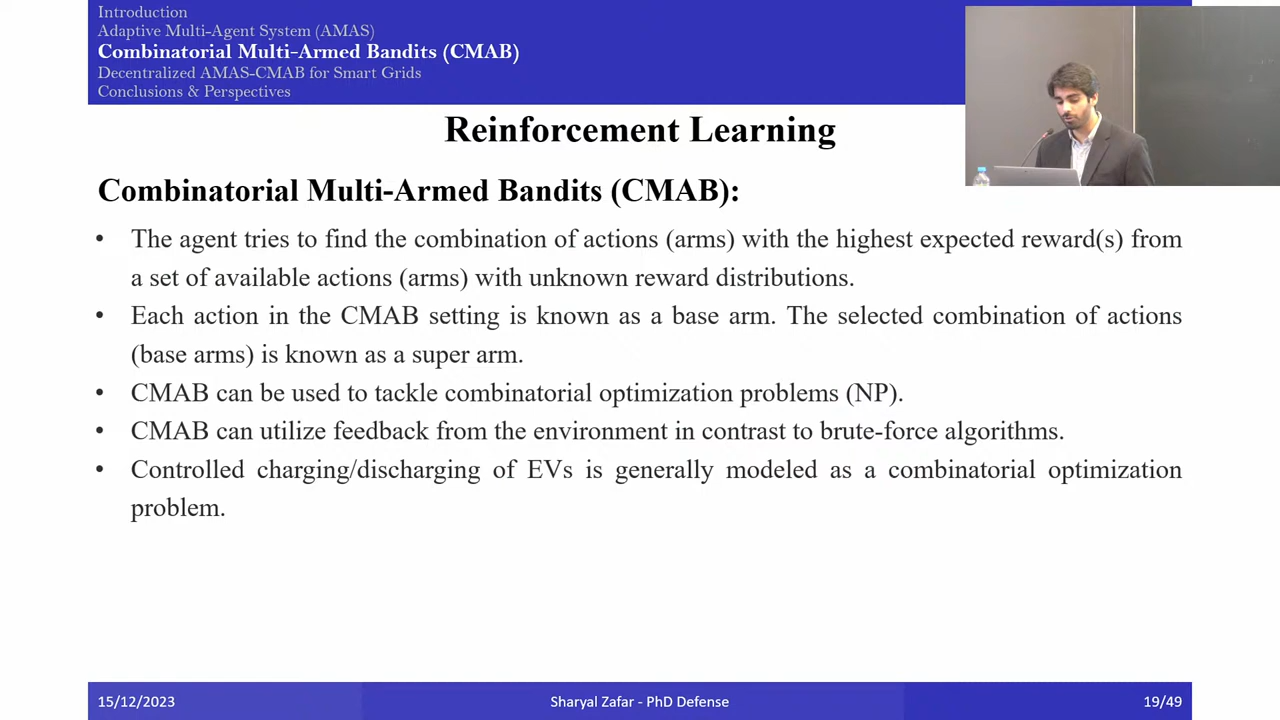 Introduction
Adaptive Multi-Agent System (AMAS)
Combinatorial Multi-Armed Bandits (CMAB)
Decentralized AMAS-CMAB for Smart Grids
Conclusions & Perspectives
Reinforcement Learning
Combinatorial Multi-Armed Bandits (CMAB):
• The agent tries to find the combination of actions (arms) with the highest expected reward(s) from
a set of available actions (arms) with unknown reward distributions.
• Each action in the CMAB setting is known as a base arm. The selected combination of actions
(base arms) is known as a super arm.
• CMAB can be used to tackle combinatorial optimization problems (NP).
• CMAB can utilize feedback from the environment in contrast to brute-force algorithms.
• Controlled charging/discharging of EVs is generally modeled as a combinatorial optimization
problem.
15/12/2023
Sharyal Zafar - PhD Defense
19/49